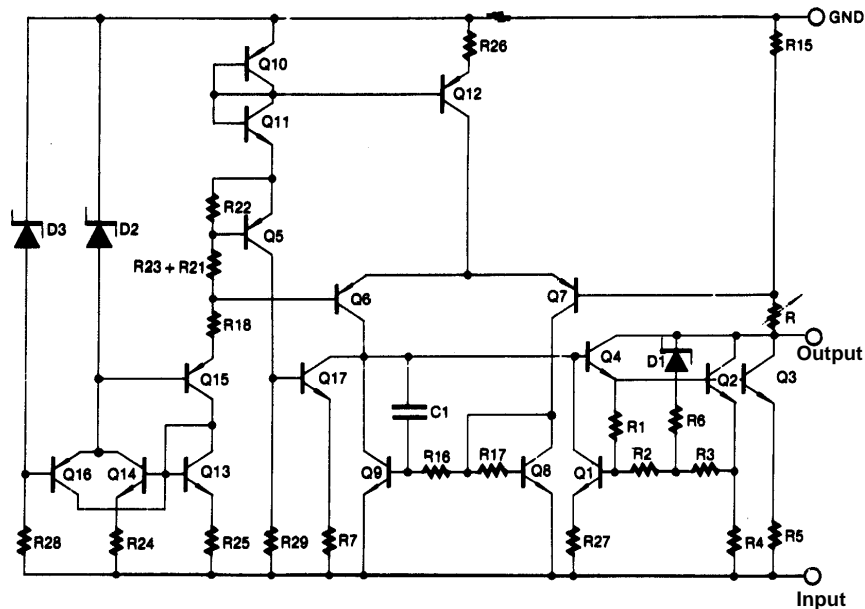 GND
R26
R15
Q10
Q12
Q11
R22
D3
D2
Q5
R23 + R21
Q6
Q7
R
R18
Output
Q4
D1
Q2
Q3
Q15
Q17
C1
R1
R6
Q16
Q14
Q13
Q9
R16
R17
Q8
Q1
R2
R3
R28
R24
R25
R29
R7
R27
R4
R5
Input